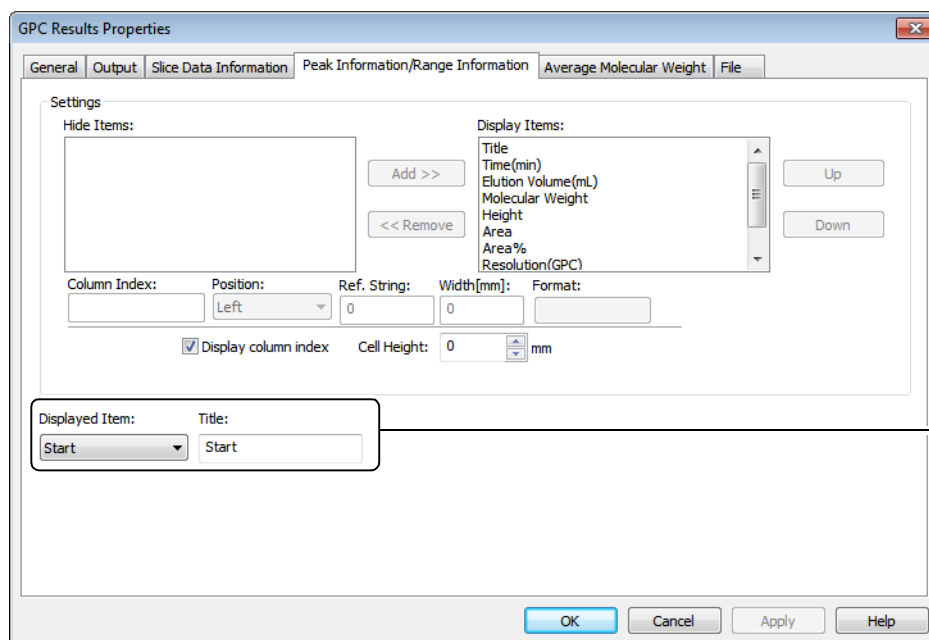 GPC Results Properties
General Output Slice Data Information Peak Information/Range Information Average Molecular Weight File
Settings
Hide Items: Display Items:
Title
Time(min)
Elution Volume(mL)
Molecular Weight
Height
Area
Area%
Resolution(GPC)
Add >>
<< Remove
Up
Down
Column Index: Position: Ref. String: Width[mm]: Format:
Left 0 0
Display column index Cell Height: 0 mm
Displayed Item: Title:
Start Start
OK Cancel Apply Help